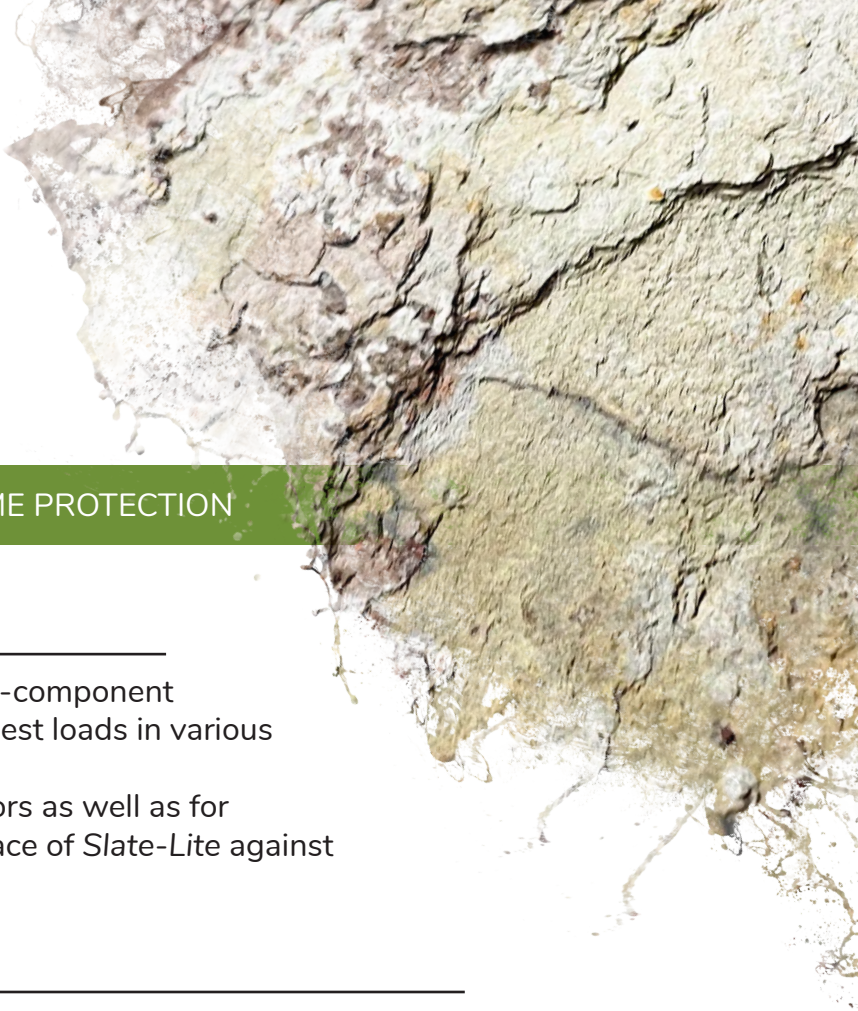 ME PROTECTION
-component
est loads in various
ors as well as for
ace of Slate-Lite against